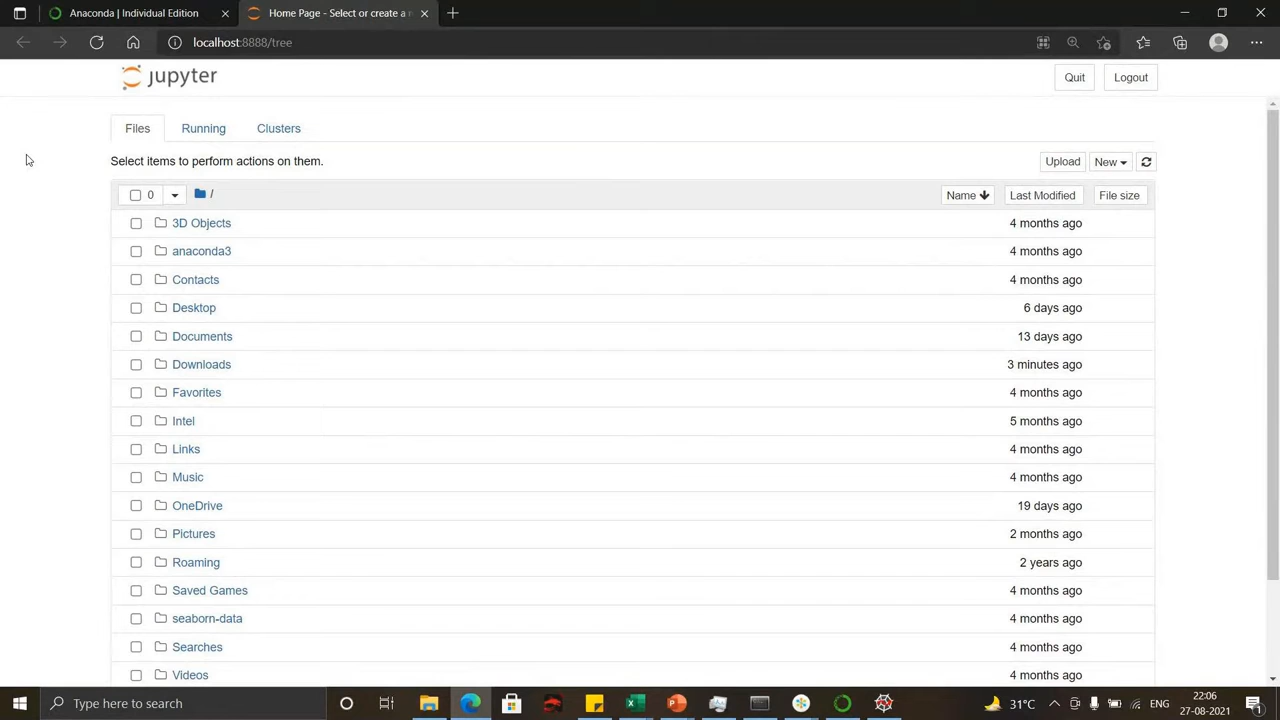 Anaconda | Individual Edition
Home Page - Select or create a n
localhost:8888/tree
jupyter
Quit
Logout
Files
Running
Clusters
Select items to perform actions on them.
Upload
New
0
/
Name
Last Modified
File size
3D Objects
4 months ago
anaconda3
4 months ago
Contacts
4 months ago
Desktop
6 days ago
Documents
13 days ago
Downloads
3 minutes ago
Favorites
4 months ago
Intel
5 months ago
Links
4 months ago
Music
4 months ago
OneDrive
19 days ago
Pictures
2 months ago
Roaming
2 years ago
Saved Games
4 months ago
seaborn-data
4 months ago
Searches
4 months ago
Videos
4 months ago
Type here to search
31°C
ENG
22:06
27-08-2021
1